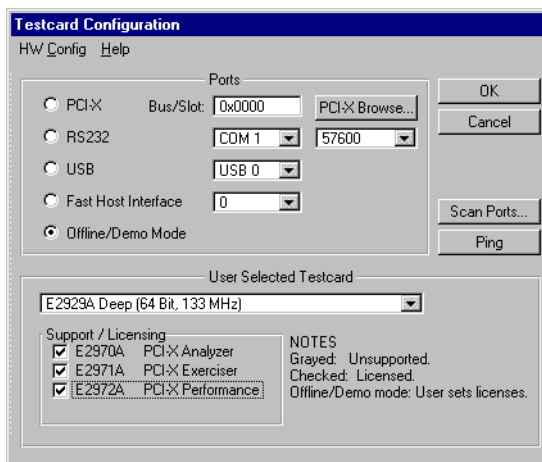 Testcard Configuration
HW Config Help
Ports
PCI-X Bus/Slot: 0x0000 PCI-X Browse...
RS232 COM 1 57600
USB USB 0
Fast Host Interface 0
Offline/Demo Mode
OK
Cancel
Scan Ports...
Ping
User Selected Testcard
E2929A Deep (64 Bit, 133 MHz)
Support / Licensing
E2970A PCI-X Analyzer
E2971A PCI-X Exerciser
E2972A PCI-X Performance
NOTES
Grayed: Unsupported.
Checked: Licensed.
Offline/Demo mode: User sets licenses.